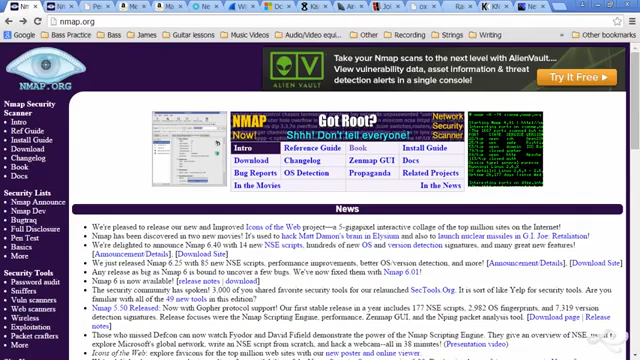 nmap.org
Bass Practice
Bass
James
Guitar lessons
Audio/Video equi
Other
Recording
Strings
Writing
Other bookmarks
NMAP.ORG
Take your Nmap scans to the next level with AlienVault....
View vulnerability data, asset information & threat
detection alerts in a single console!
ALIEN VAULT
Try It Free
Nmap Security
Scanner
Intro
Ref Guide
Install Guide
Download
Changelog
Book
Docs
Security Lists
Nmap Announce
Nmap Dev
Bugtraq
Full Disclosure
Pen Test
Basics
More
Security Tools
Password audit
Sniffers
Vuln scanners
Web scanners
Wireless
Exploitation
Packet crafters
More
NMAP
Now!
Got Root?
Shhh! Don't tell everyone!
Network
Security
Scanner
Intro Reference Guide Book Install Guide
Download Changelog Zenmap GUI Docs
Bug Reports OS Detection Propaganda Related Projects
In the Movies In the News
News
We're pleased to release our new and Improved Icons of the Web project—a 5-gigapixel interactive collage of the top million sites on the Internet!
Nmap has been discovered in two new movies! It's used to hack Matt Damon's brain in Elysium and also to launch nuclear missiles in G.I. Joe: Retaliation!
We're delighted to announce Nmap 6.40 with 14 new NSE scripts, hundreds of new OS and version detection signatures, and many great new features!
[Announcement/Details], [Download Site]
We just released Nmap 6.25 with 85 new NSE scripts, performance improvements, better OS/version detection, and more! [Announcement/Details], [Download Site]
Any release as big as Nmap 6 is bound to uncover a few bugs. We've now fixed them with Nmap 6.01!
Nmap 6 is now available! [release notes | download]
The security community has spoken! 3,000 of you shared favorite security tools for our relaunched SecTools.Org. It is sort of like Yelp for security tools. Are you
familiar with all of the 49 new tools in this edition?
Nmap 5.50 Released: Now with Gopher protocol support! Our first stable release in a year includes 177 NSE scripts, 2,982 OS fingerprints, and 7,319 version
detection signatures. Release focuses were the Nmap Scripting Engine, performance, Zenmap GUI, and the Nping packet analysis tool. [Download page | Release
notes]
Those who missed Defcon can now watch Fyodor and David Fifield demonstrate the power of the Nmap Scripting Engine. They give an overview of NSE, use it to
explore Microsoft's global network, write an NSE script from scratch, and hack a webcam--all in 38 minutes! (Presentation video)
Icons of the Web: explore favicons for the top million web sites with our new poster and online viewer.